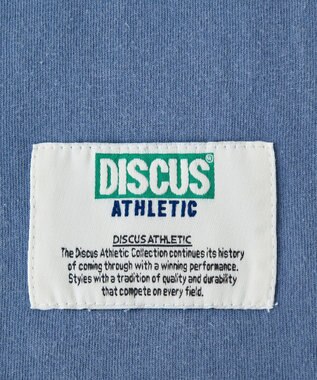 DISCUS®
ATHLETIC
DISCUS ATHLETIC
The Discus Athletic Collection continues its history
of coming through with a winning performance.
Styles with a tradition of quality and durability
that compete on every field.